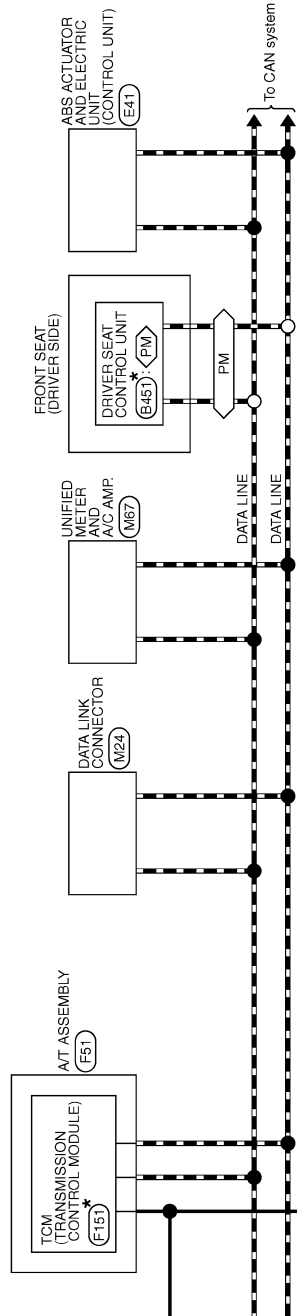 TCM
(TRANSMISSION
CONTROL MODULE)
*
F151
A/T ASSEMBLY
F51
DATA LINK
CONNECTOR
M24
UNIFIED
METER
AND
A/C AMP.
M67
FRONT SEAT
(DRIVER SIDE)
DRIVER SEAT
CONTROL UNIT
*
B451 : PM
PM
ABS ACTUATOR
AND ELECTRIC
UNIT
(CONTROL UNIT)
E41
DATA LINE
DATA LINE
To CAN system